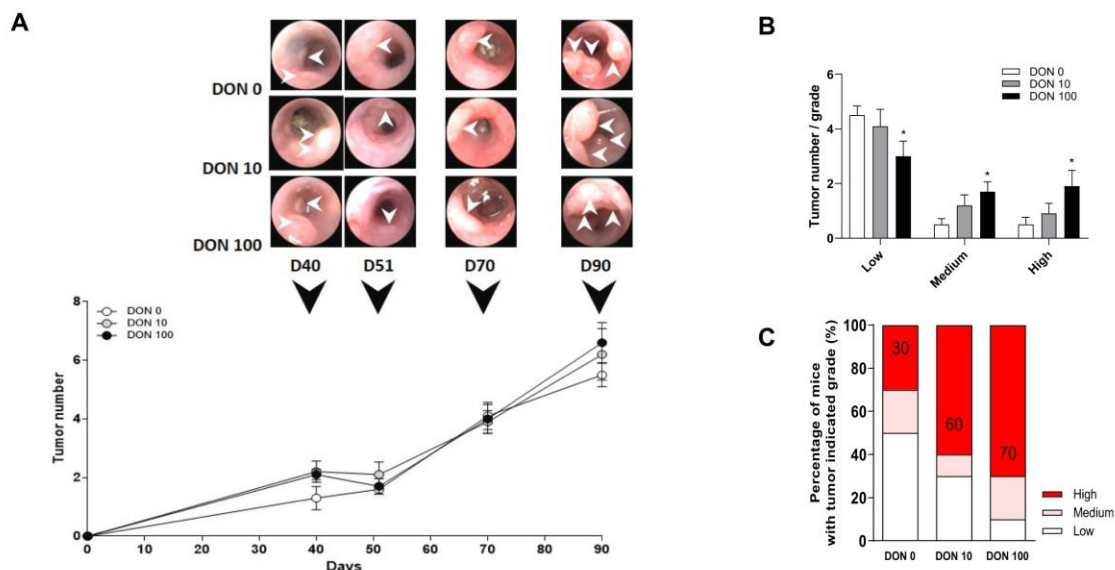 A
DON 0
DON 10
DON 100
D40 D51 D70 D90
8
6
4
2
0
Tumor number
DON 0
DON 10
DON 100
0 10 20 30 40 50 60 70 80 90
Days
B
6
4
2
0
Tumor number / grade
DON 0
DON 10
DON 100
*
*
*
Low
Medium
High
C
100
80
60
40
20
0
Percentage of mice
with tumor indicated grade (%)
30
60
70
DON 0 DON 10 DON 100
High
Medium
Low